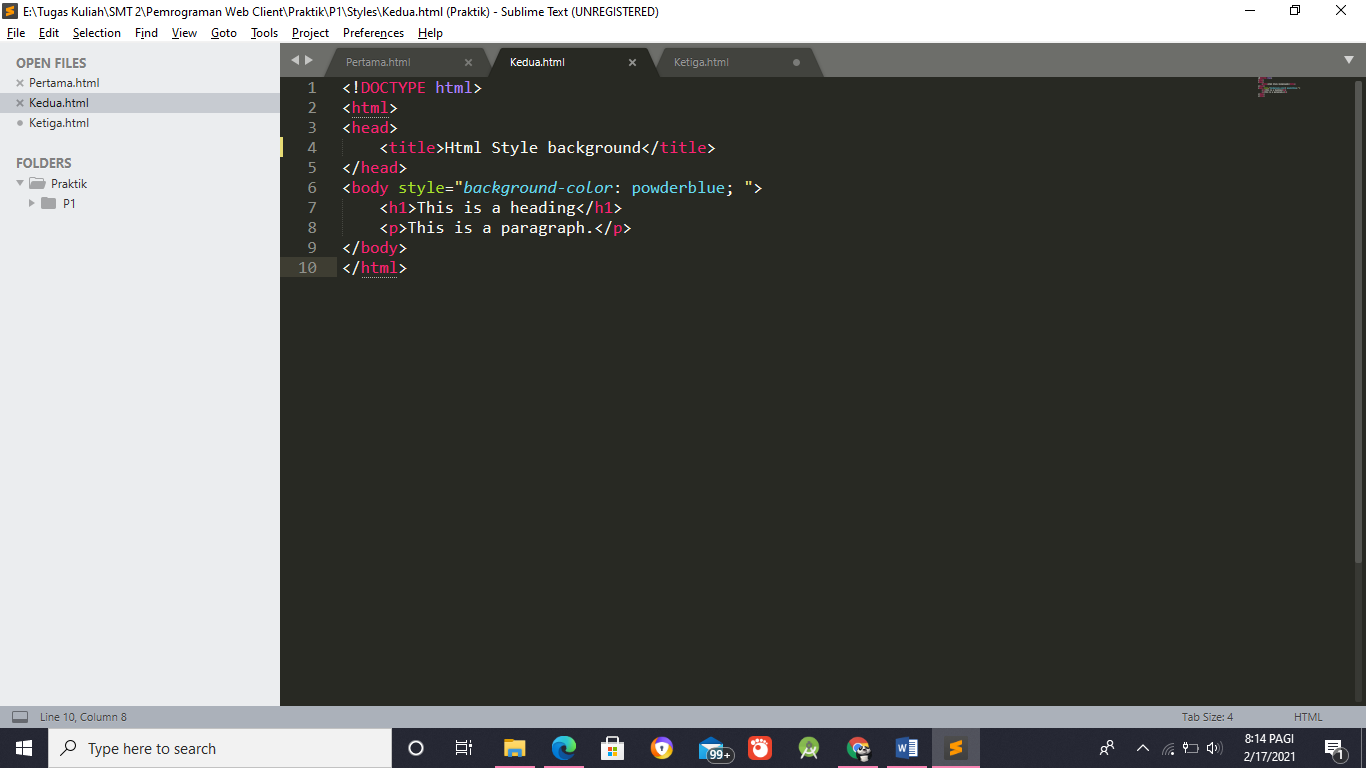 E:\Tugas Kuliah\SMT 2\Pemrograman Web Client\Praktik\P1\Styles\Kedua.html (Praktik) - Sublime Text (UNREGISTERED)
File Edit Selection Find View Goto Tools Project Preferences Help
OPEN FILES
Pertama.html
Kedua.html
Ketiga.html
FOLDERS
Praktik
P1
Pertama.html Kedua.html Ketiga.html
1 <!DOCTYPE html>
2 <html>
3 <head>
4 <title>Html Style background</title>
5 </head>
6 <body style="background-color: powderblue; ">
7 <h1>This is a heading</h1>
8 <p>This is a paragraph.</p>
9 </body>
10 </html>
Line 10, Column 8 Tab Size: 4 HTML
Type here to search
99+
8:14 PAGI
2/17/2021
1